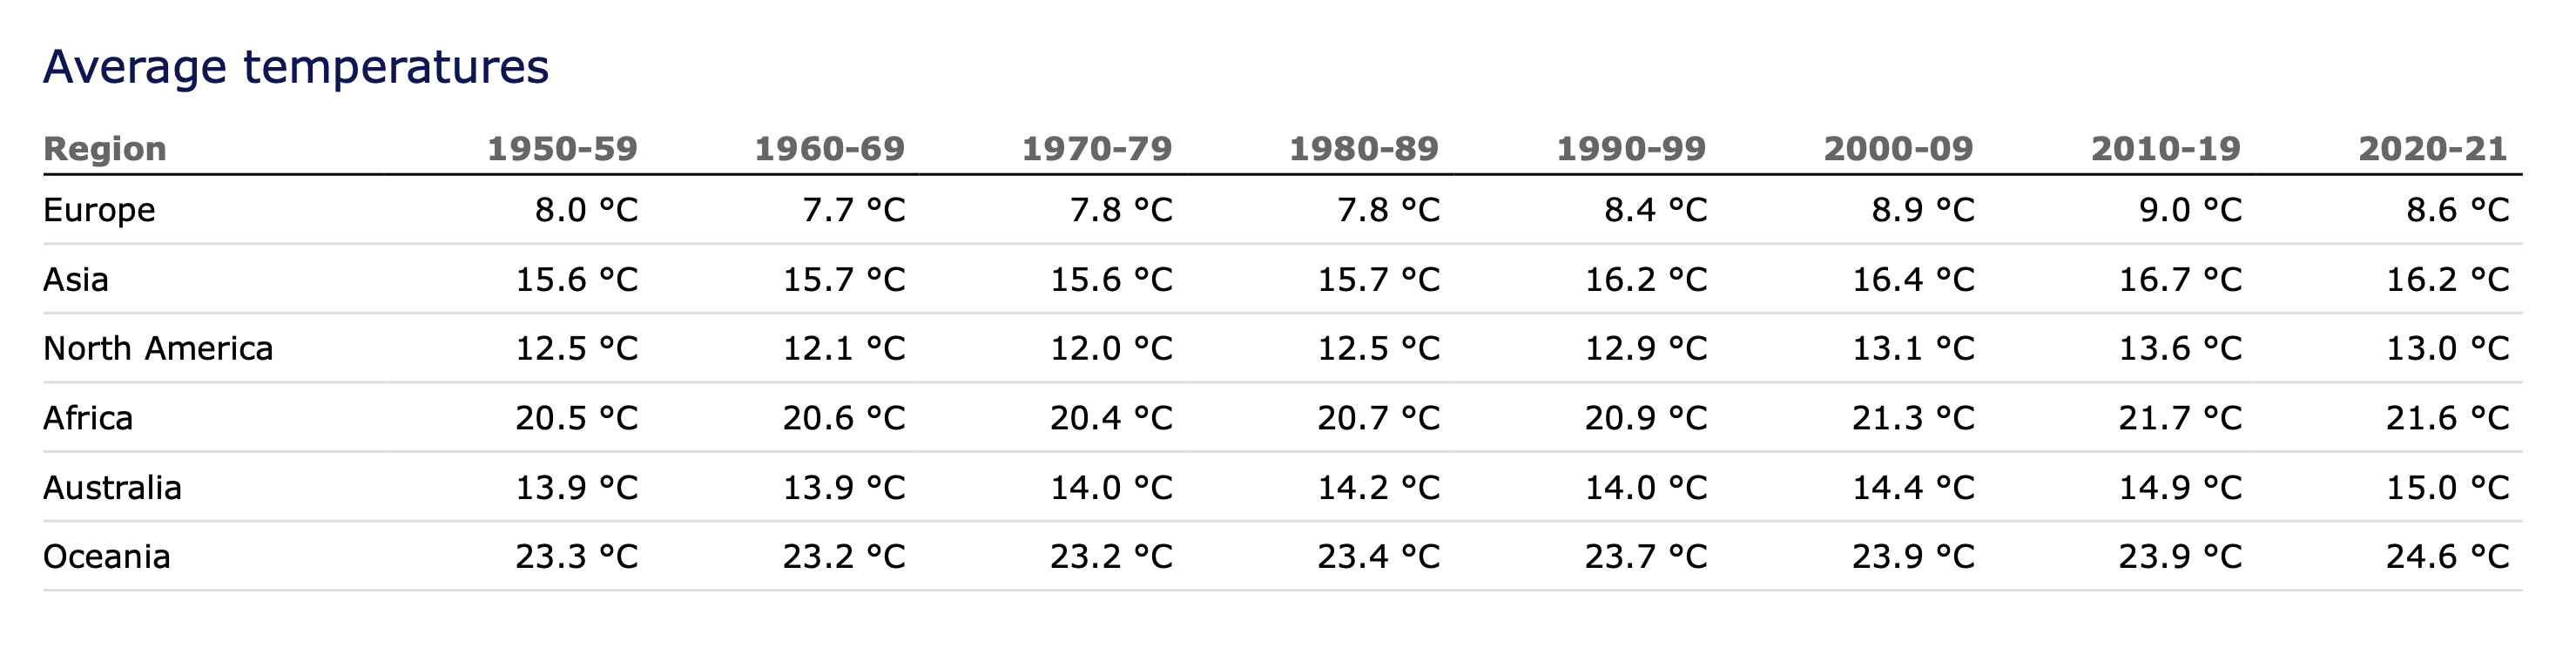 Average temperatures
Region 1950-59 1960-69 1970-79 1980-89 1990-99 2000-09 2010-19 2020-21
Europe 8.0 °C 7.7 °C 7.8 °C 7.8 °C 8.4 °C 8.9 °C 9.0 °C 8.6 °C
Asia 15.6 °C 15.7 °C 15.6 °C 15.7 °C 16.2 °C 16.4 °C 16.7 °C 16.2 °C
North America 12.5 °C 12.1 °C 12.0 °C 12.5 °C 12.9 °C 13.1 °C 13.6 °C 13.0 °C
Africa 20.5 °C 20.6 °C 20.4 °C 20.7 °C 20.9 °C 21.3 °C 21.7 °C 21.6 °C
Australia 13.9 °C 13.9 °C 14.0 °C 14.2 °C 14.0 °C 14.4 °C 14.9 °C 15.0 °C
Oceania 23.3 °C 23.2 °C 23.2 °C 23.4 °C 23.7 °C 23.9 °C 23.9 °C 24.6 °C